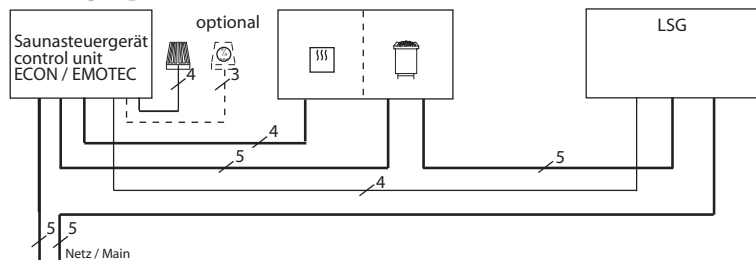 optional
LSG
Saunasteuergerät
control unit
ECON / EMOTEC
%
4
3
4
5
5
4
5
5
Netz / Main